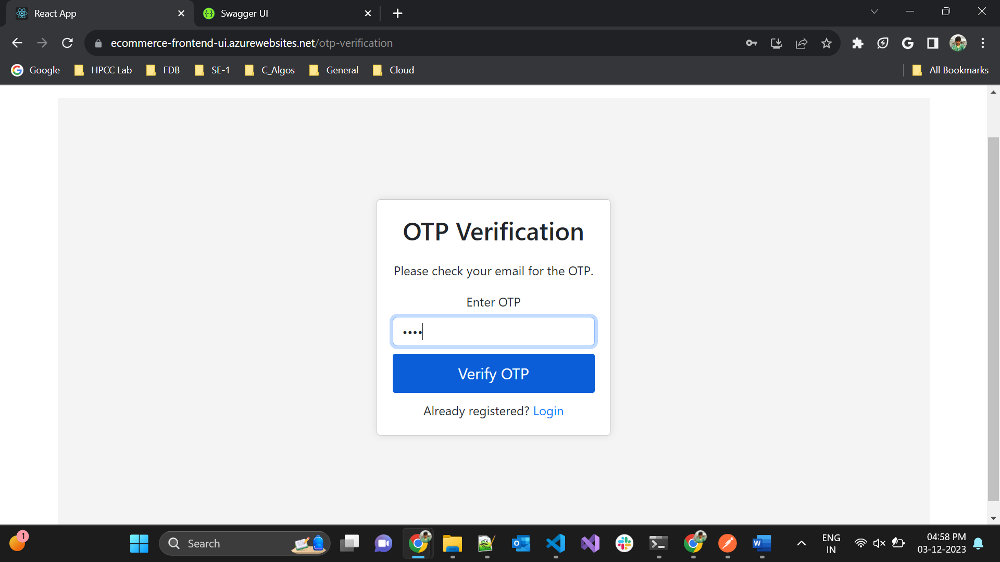 React App
Swagger UI
ecommerce-frontend-ui.azurewebsites.net/otp-verification
Google
HPCC Lab
FDB
SE-1
C_Algos
General
Cloud
All Bookmarks
OTP Verification
Please check your email for the OTP.
Enter OTP
••••
Verify OTP
Already registered? Login
1
Search
ENG
IN
04:58 PM
03-12-2023